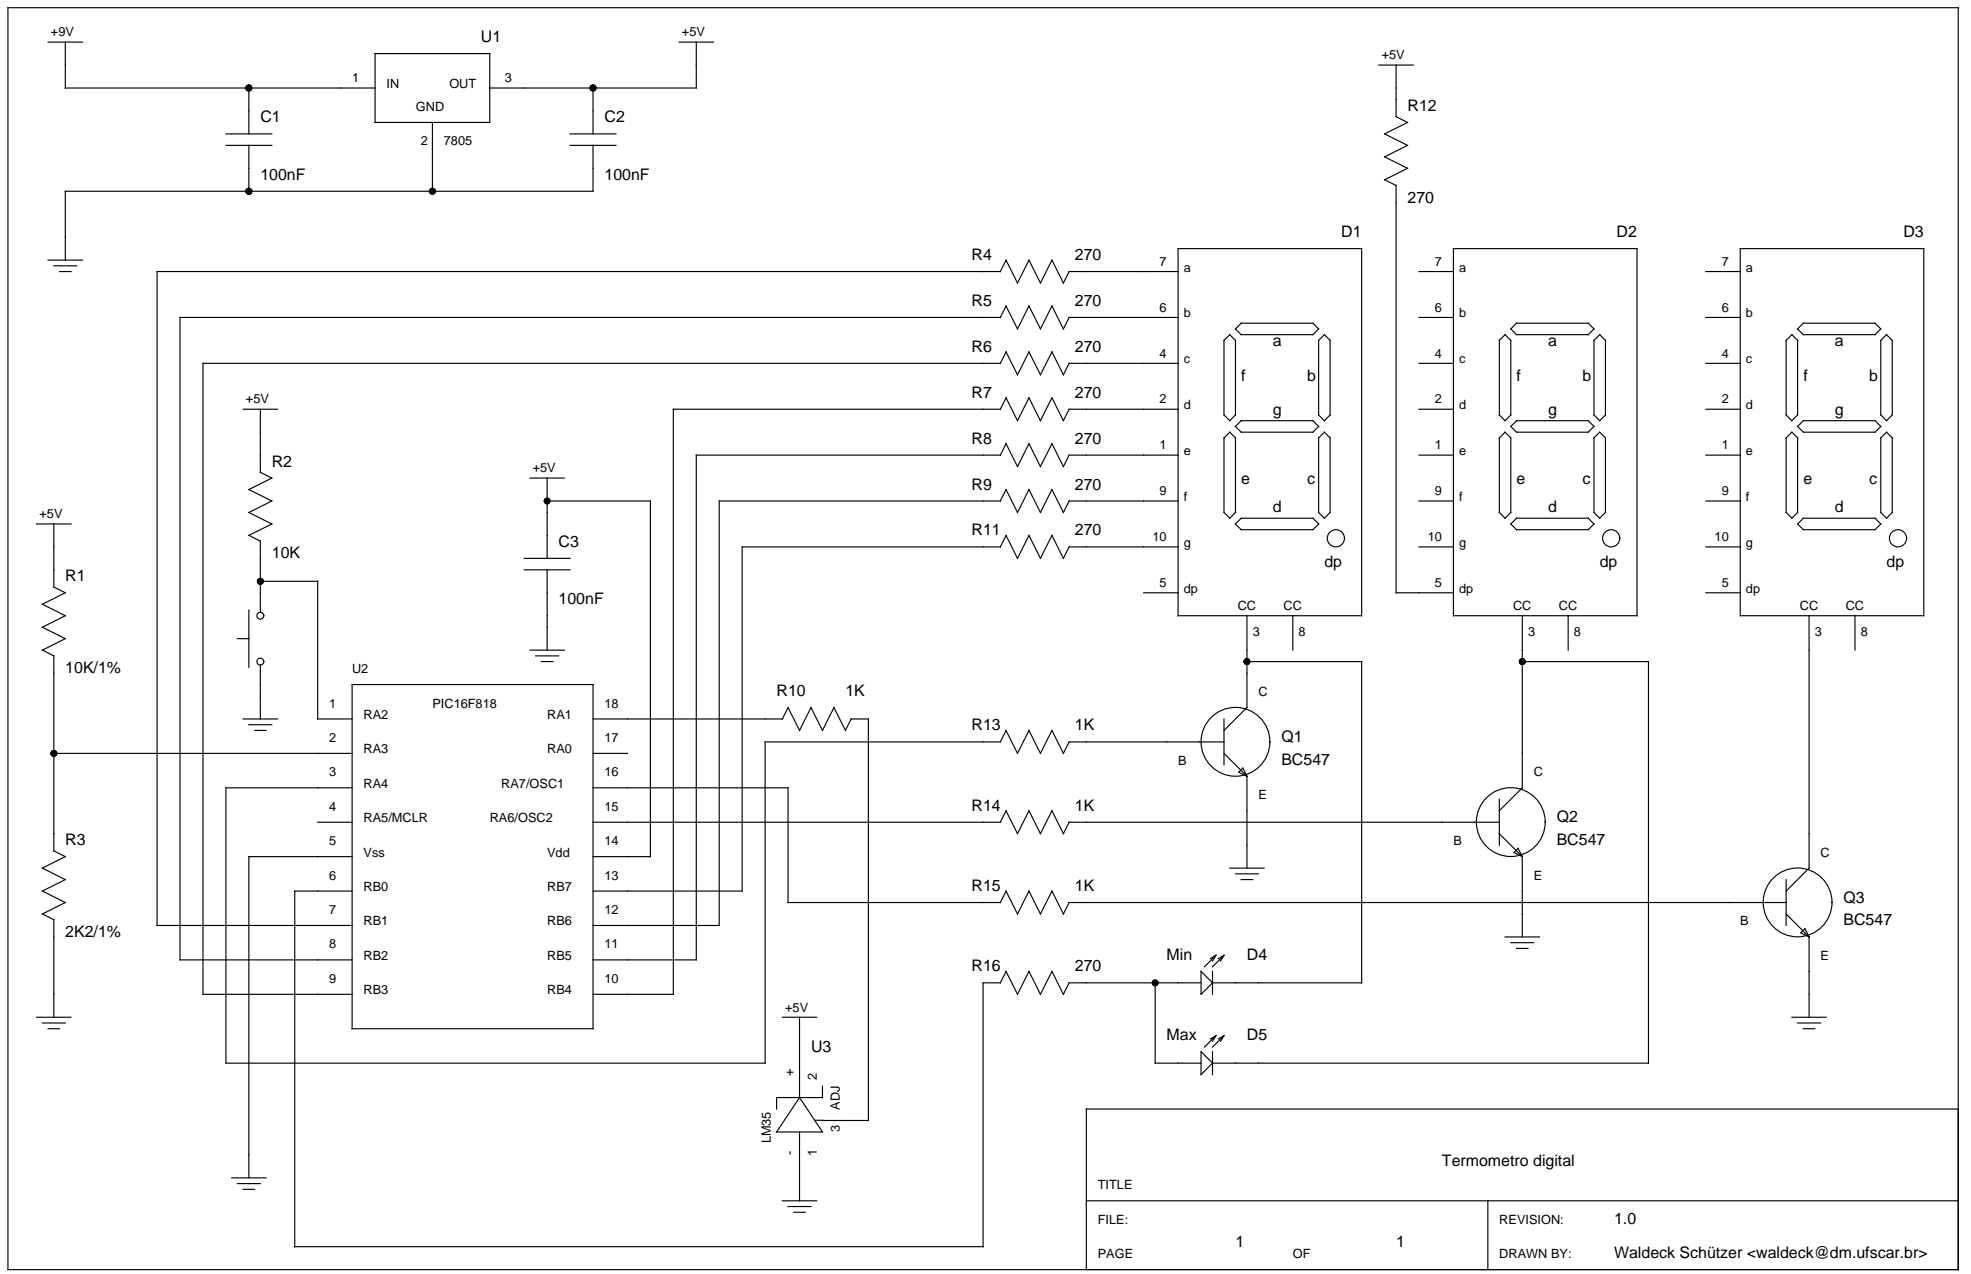 +9V
U1
+5V
1 IN OUT 3
GND
2 7805
C1
100nF
C2
100nF
+5V
R12
270
D1
D2
D3
R4 270
R5 270
R6 270
R7 270
R8 270
R9 270
R11 270
7 a
6 b
4 c
2 d
1 e
9 f
10 g
5 dp
a
f b
g
e c
d
dp
CC CC
3 8
7 a
6 b
4 c
2 d
1 e
9 f
10 g
5 dp
a
f b
g
e c
d
dp
CC CC
3 8
7 a
6 b
4 c
2 d
1 e
9 f
10 g
5 dp
a
f b
g
e c
d
dp
CC CC
3 8
+5V
R2
10K
+5V
C3
100nF
+5V
R1
10K/1%
R3
2K2/1%
U2
PIC16F818
1 RA2 RA1 18
2 RA3 RA0 17
3 RA4 RA7/OSC1 16
4 RA5/MCLR RA6/OSC2 15
5 Vss Vdd 14
6 RB0 RB7 13
7 RB1 RB6 12
8 RB2 RB5 11
9 RB3 RB4 10
R10 1K
R13 1K
R14 1K
R15 1K
R16 270
C
B
E
Q1
BC547
C
B
E
Q2
BC547
C
B
E
Q3
BC547
Min D4
Max D5
+5V
U3
+ 2
ADJ
LM35
3
- 1
Termometro digital
TITLE
FILE:
REVISION: 1.0
PAGE 1 OF 1
DRAWN BY: Waldeck Schützer <waldeck@dm.ufscar.br>